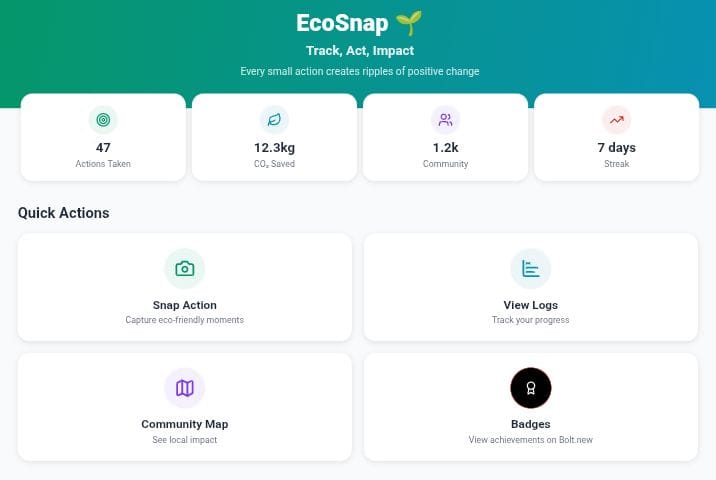 EcoSnap 🌱
Track, Act, Impact
Every small action creates ripples of positive change
47
Actions Taken
12.3kg
CO₂ Saved
1.2k
Community
7 days
Streak
Quick Actions
Snap Action
Capture eco-friendly moments
View Logs
Track your progress
Community Map
See local impact
Badges
View achievements on Bolt.new